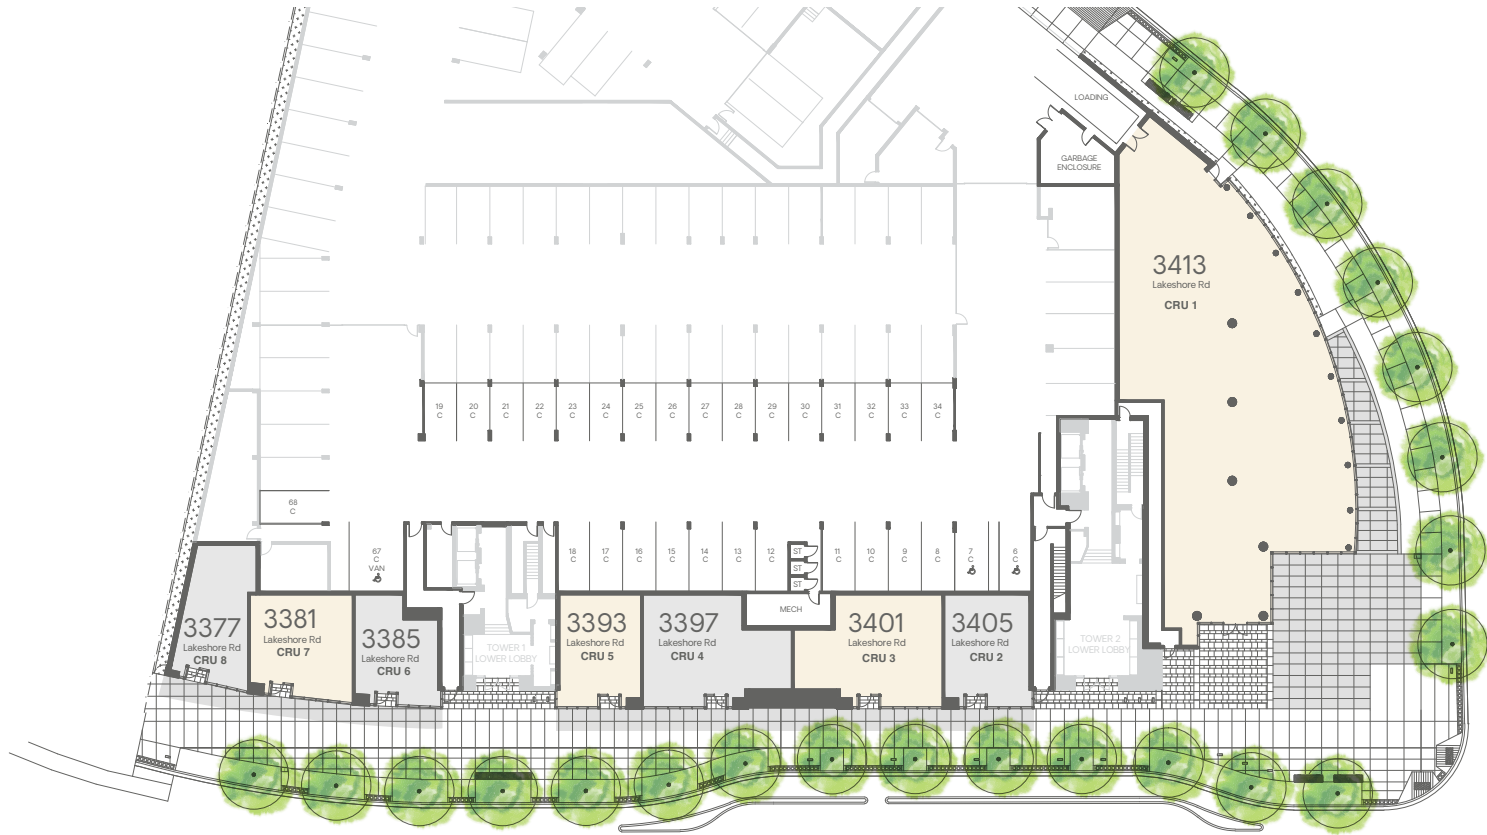 LOADING
GARBAGE
ENCLOSURE
3413
Lakeshore Rd
CRU 1
19
C
20
C
21
C
22
C
23
C
24
C
25
C
26
C
27
C
28
C
29
C
30
C
31
C
32
C
33
C
34
C
68
C
67
C
VAN
18
C
17
C
16
C
15
C
14
C
13
C
12
C
ST
ST
ST
11
C
10
C
9
C
8
C
7
C
6
C
MECH
3377
Lakeshore Rd
CRU 8
3381
Lakeshore Rd
CRU 7
3385
Lakeshore Rd
CRU 6
TOWER 1
LOWER LOBBY
3393
Lakeshore Rd
CRU 5
3397
Lakeshore Rd
CRU 4
3401
Lakeshore Rd
CRU 3
3405
Lakeshore Rd
CRU 2
TOWER 2
LOWER LOBBY